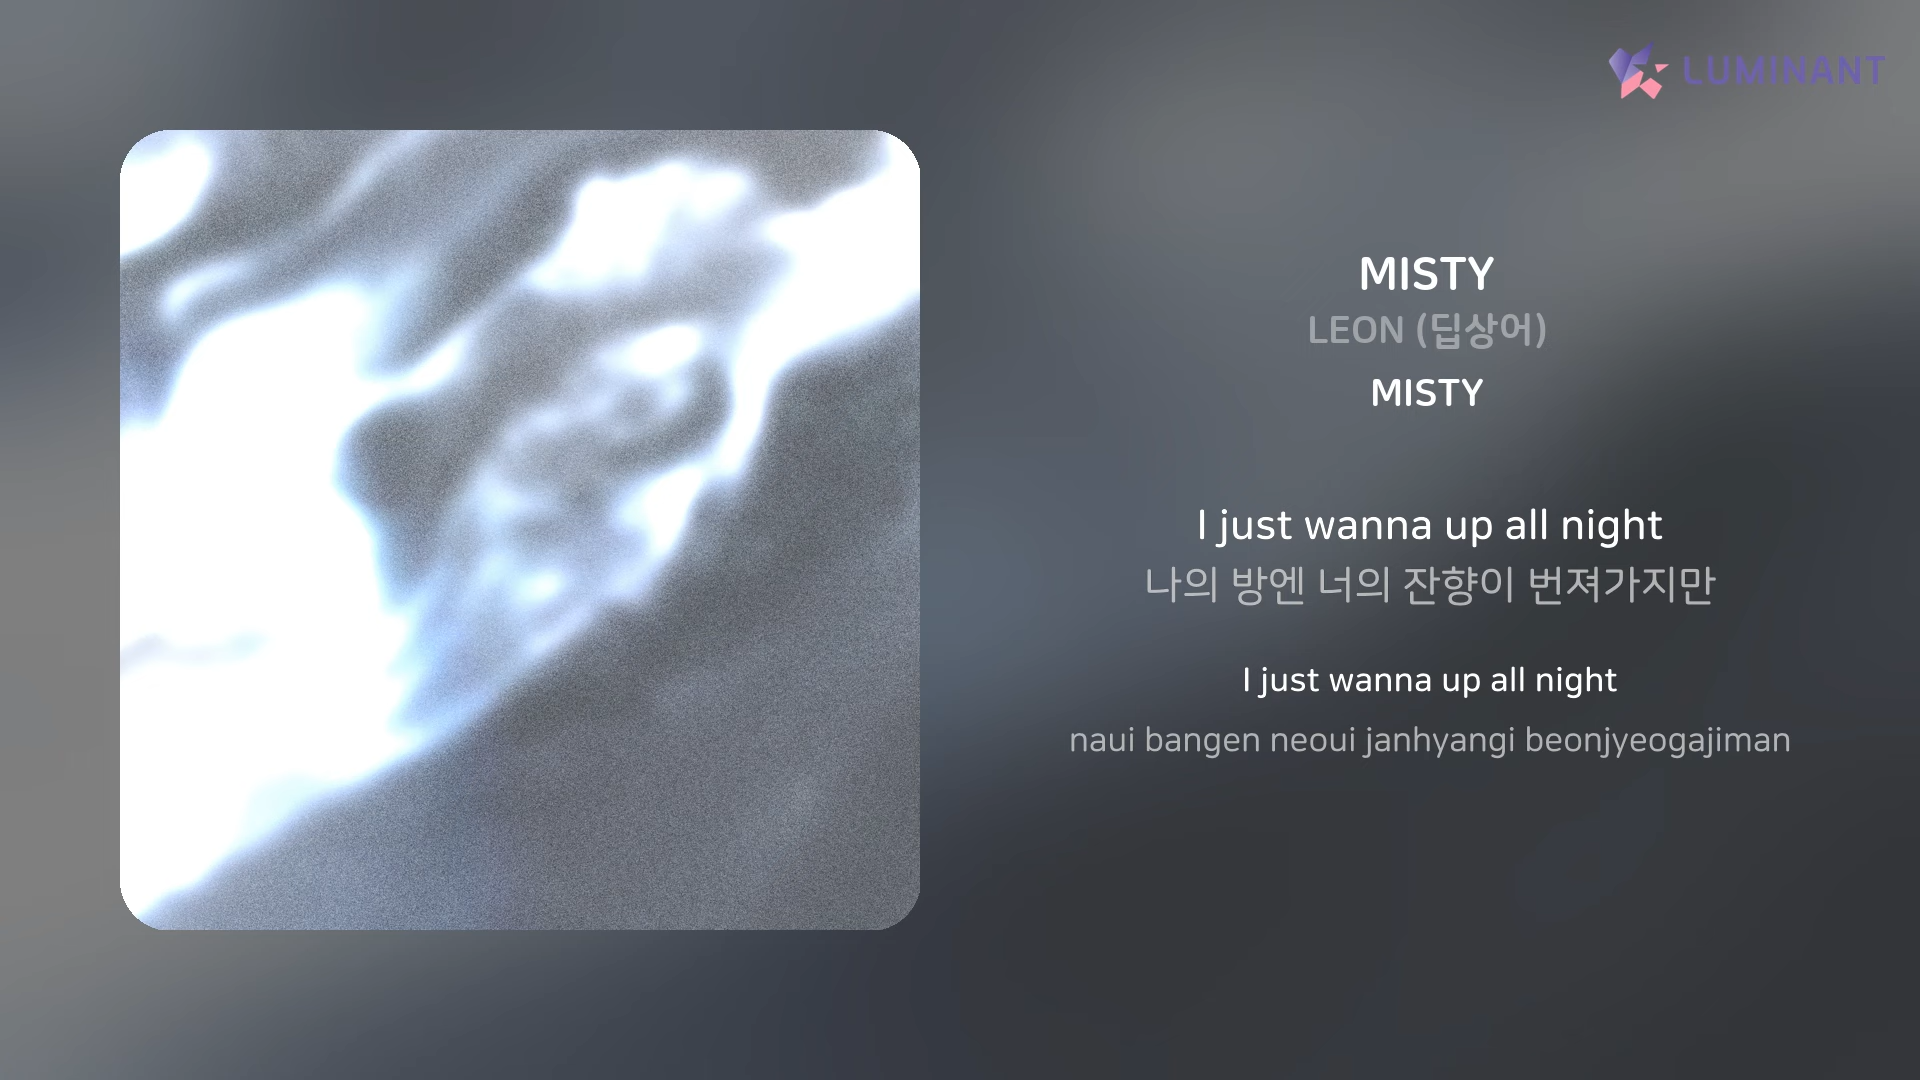 LUMINANT
MISTY
LEON (딥상어)
MISTY
I just wanna up all night
나의 방엔 너의 잔향이 번져가지만
I just wanna up all night
naui bangen neoui janhyangi beonjyeogajiman